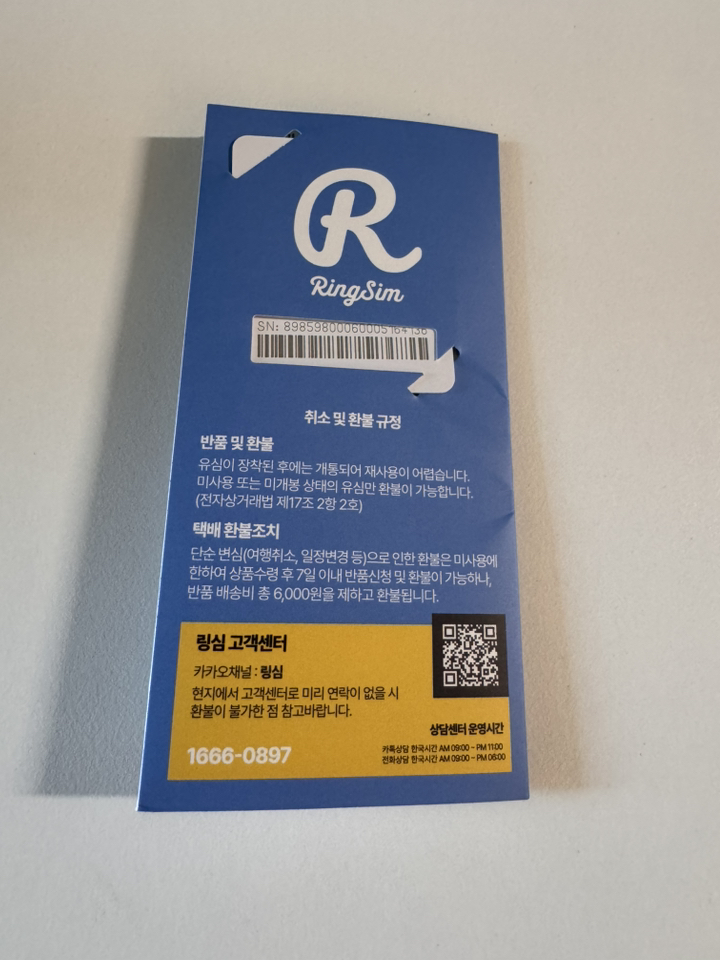 R
RingSim
SN: 89859800060005164136
취소 및 환불 규정
반품 및 환불
유심이 장착된 후에는 개통되어 재사용이 어렵습니다.
미사용 또는 미개봉 상태의 유심만 환불이 가능합니다.
(전자상거래법 제17조 2항 2호)
택배 환불조치
단순 변심(여행취소, 일정변경 등)으로 인한 환불은 미사용에
한하여 상품수령 후 7일 이내 반품신청 및 환불이 가능하나,
반품 배송비 총 6,000원을 제하고 환불됩니다.
링심 고객센터
카카오채널 : 링심
현지에서 고객센터로 미리 연락이 없을 시
환불이 불가한 점 참고바랍니다.
1666-0897
상담센터 운영시간
카톡상담 한국시간 AM 09:00 ~ PM 11:00
전화상담 한국시간 AM 09:00 ~ PM 06:00